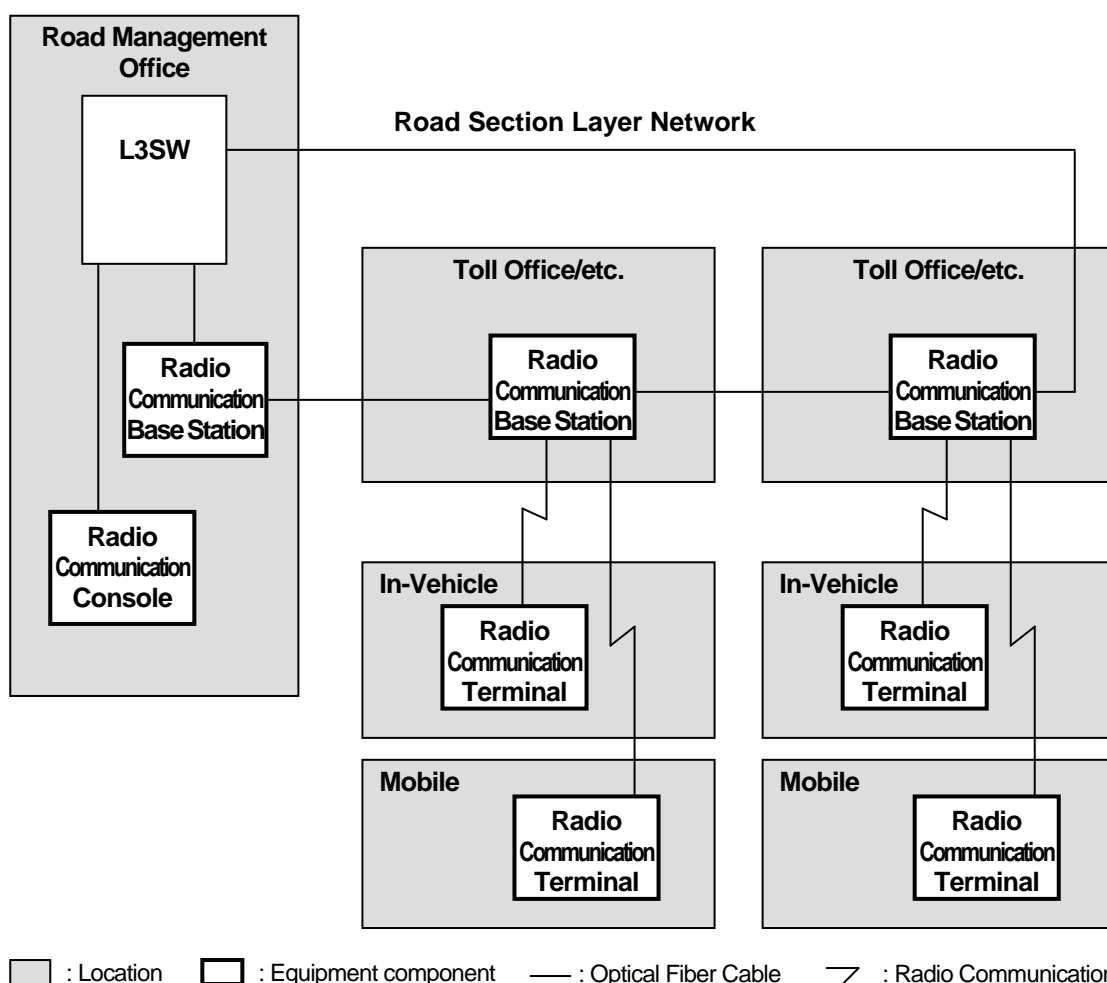 Road Management
Office
L3SW
Road Section Layer Network
Radio
Communication
Base Station
Radio
Communication
Console
Toll Office/etc.
Radio
Communication
Base Station
Toll Office/etc.
Radio
Communication
Base Station
In-Vehicle
Radio
Communication
Terminal
In-Vehicle
Radio
Communication
Terminal
Mobile
Radio
Communication
Terminal
Mobile
Radio
Communication
Terminal
: Location : Equipment component : Optical Fiber Cable : Radio Communication